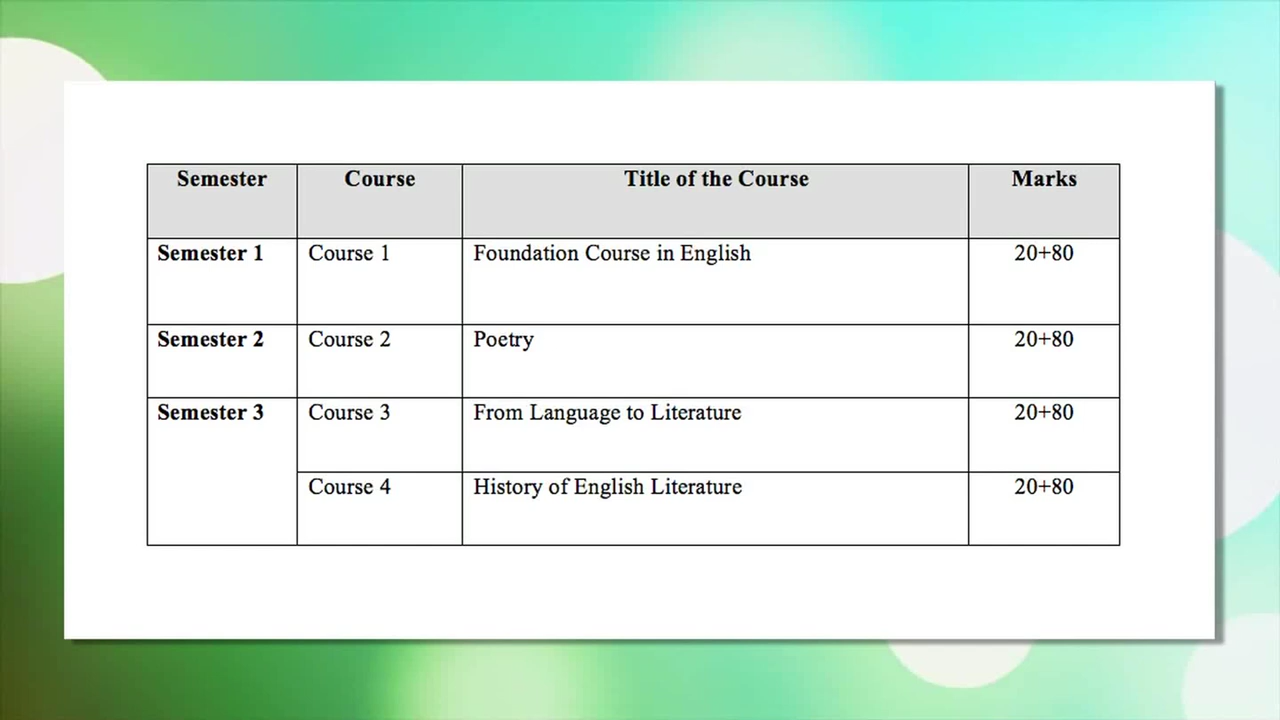 Semester Course Title of the Course Marks
Semester 1 Course 1 Foundation Course in English 20+80
Semester 2 Course 2 Poetry 20+80
Semester 3 Course 3 From Language to Literature 20+80
Course 4 History of English Literature 20+80